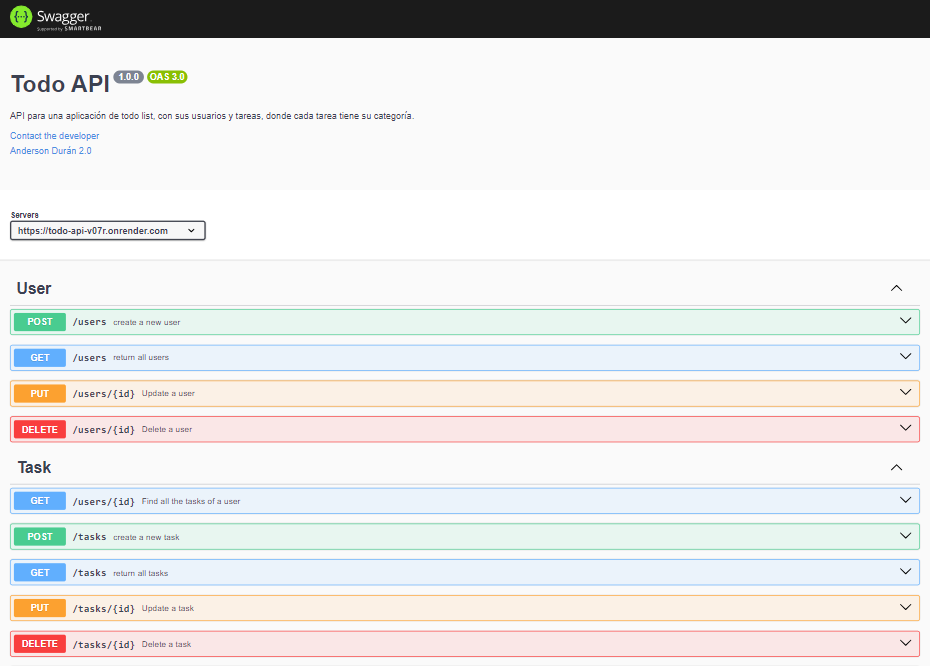 Swagger
Supported by SMARTBEAR
Todo API 1.0.0 OAS 3.0
API para una aplicación de todo list, con sus usuarios y tareas, donde cada tarea tiene su categoría.
Contact the developer
Anderson Durán 2.0
Servers
https://todo-api-v07r.onrender.com
User
POST /users create a new user
GET /users return all users
PUT /users/{id} Update a user
DELETE /users/{id} Delete a user
Task
GET /users/{id} Find all the tasks of a user
POST /tasks create a new task
GET /tasks return all tasks
PUT /tasks/{id} Update a task
DELETE /tasks/{id} Delete a task